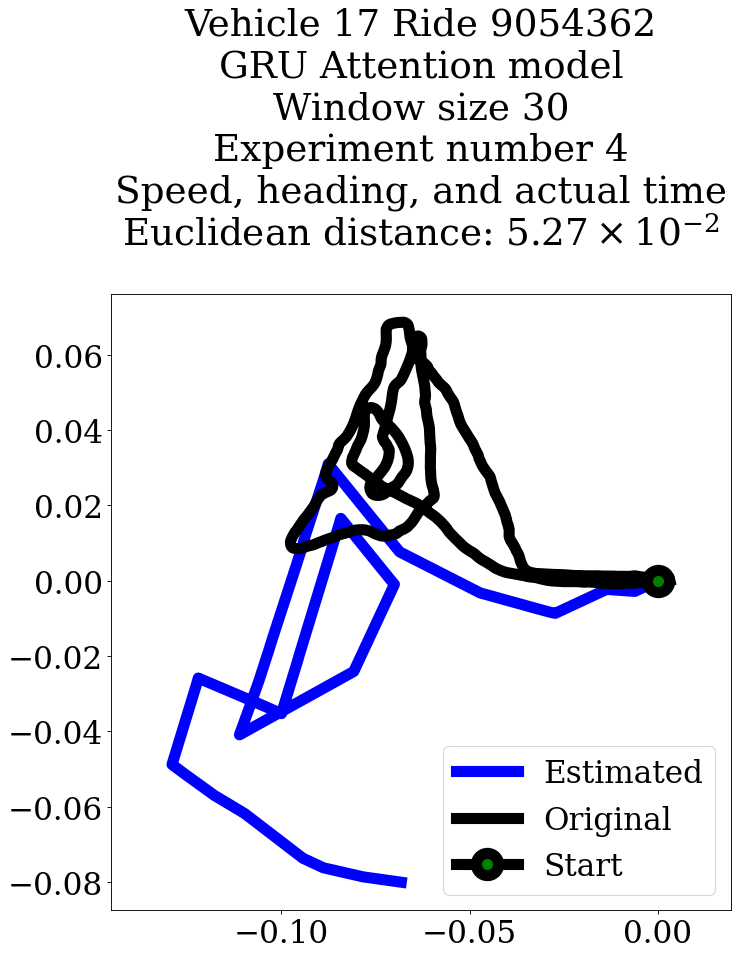 Vehicle 17 Ride 9054362
GRU Attention model
Window size 30
Experiment number 4
Speed, heading, and actual time
Euclidean distance: 5.27 × 10⁻²
0.06
0.04
0.02
0.00
−0.02
−0.04
−0.06
−0.08
Estimated
Original
Start
−0.10
−0.05
0.00